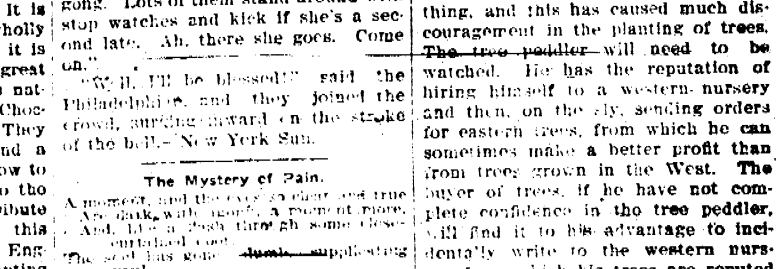 It is
wholly
it is
great
nat-
Choc-
They
nd a
ow to
o the
ribute
this
Eng-
gong. Lots of them stand around with
stop watches and kick if she's a sec-
ond late. Ah, there she goes. Come
on."
"Well, I'll be blessed!" said the
Philadelphian, and they joined the
crowd, surging onward on the stroke
of the bell.—New York Sun.
The Mystery of Pain.
A moment, and the eyes so clear and true
Are dark with a moment more,
And, like a flash through some close-
curtained
The soul has gone dumb, supplicating
thing, and this has caused much dis-
couragement in the planting of trees.
The tree peddler will need to be
watched. He has the reputation of
hiring himself to a western nursery
and then, on the sly, sending orders
for eastern trees, from which he can
sometimes make a better profit than
from trees grown in the West. The
buyer of trees, if he have not com-
plete confidence in the tree peddler,
will find it to his advantage to inci-
dentally write to the western nurs-
trees are reputed